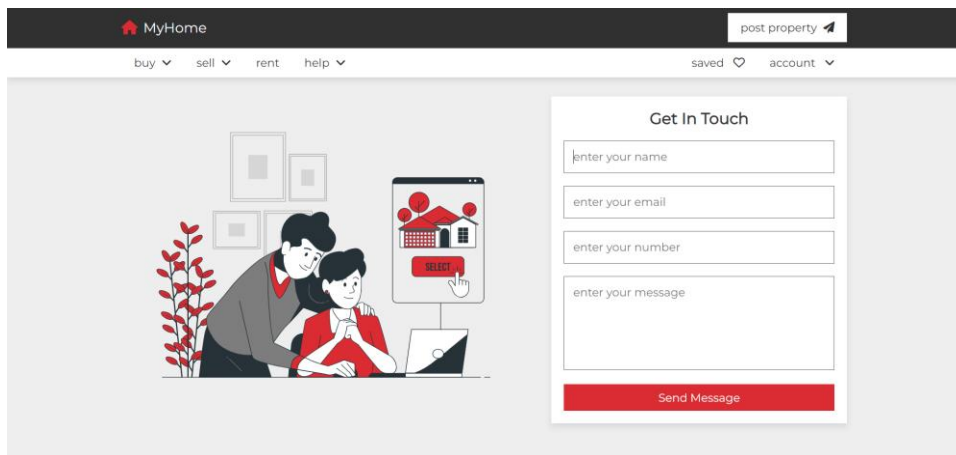 MyHome
post property
buy sell rent help saved account
Get In Touch
enter your name
enter your email
enter your number
enter your message
Send Message
SELECT